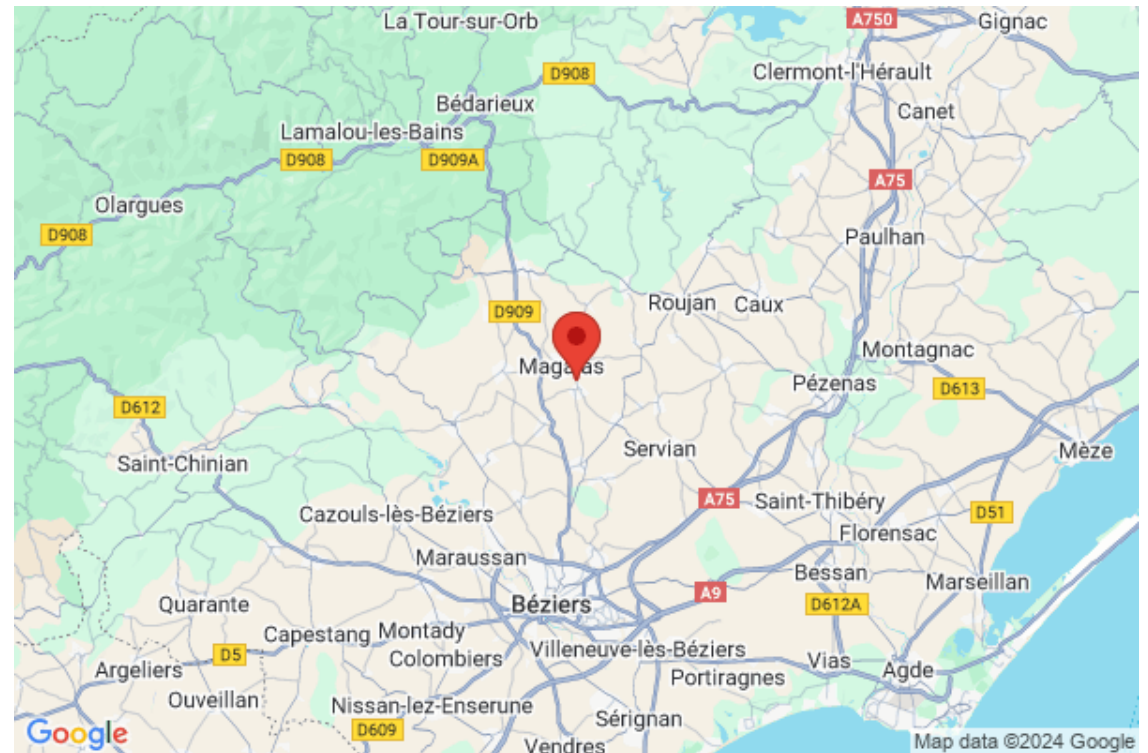 La Tour-sur-Orb
A750
Gignac
D908
Clermont-l'Hérault
Bédarieux
Canet
Lamalou-les-Bains
D908
D909A
A75
Olargues
D908
Paulhan
Roujan
Caux
D909
Montagnac
Magalas
Pézenas
D613
D612
Servian
Mèze
Saint-Chinian
A75
Saint-Thibéry
D51
Cazouls-lès-Béziers
Florensac
Maraussan
Bessan
Marseillan
A9
Quarante
Béziers
D612A
Capestang
Montady
D5
Villeneuve-lès-Béziers
Colombiers
Vias
Agde
Argeliers
Portiragnes
Ouveillan
Nissan-lez-Enserune
Sérignan
D609
Google
Vendres
Map data ©2024 Google